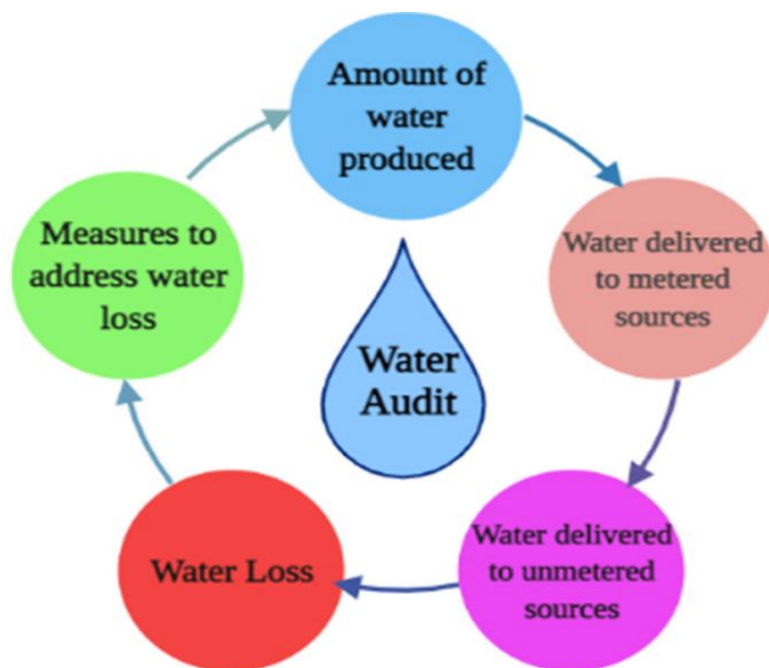 Amount of
water
produced
Water delivered
to metered
sources
Water delivered
to unmetered
sources
Water Loss
Measures to
address water
loss
Water
Audit